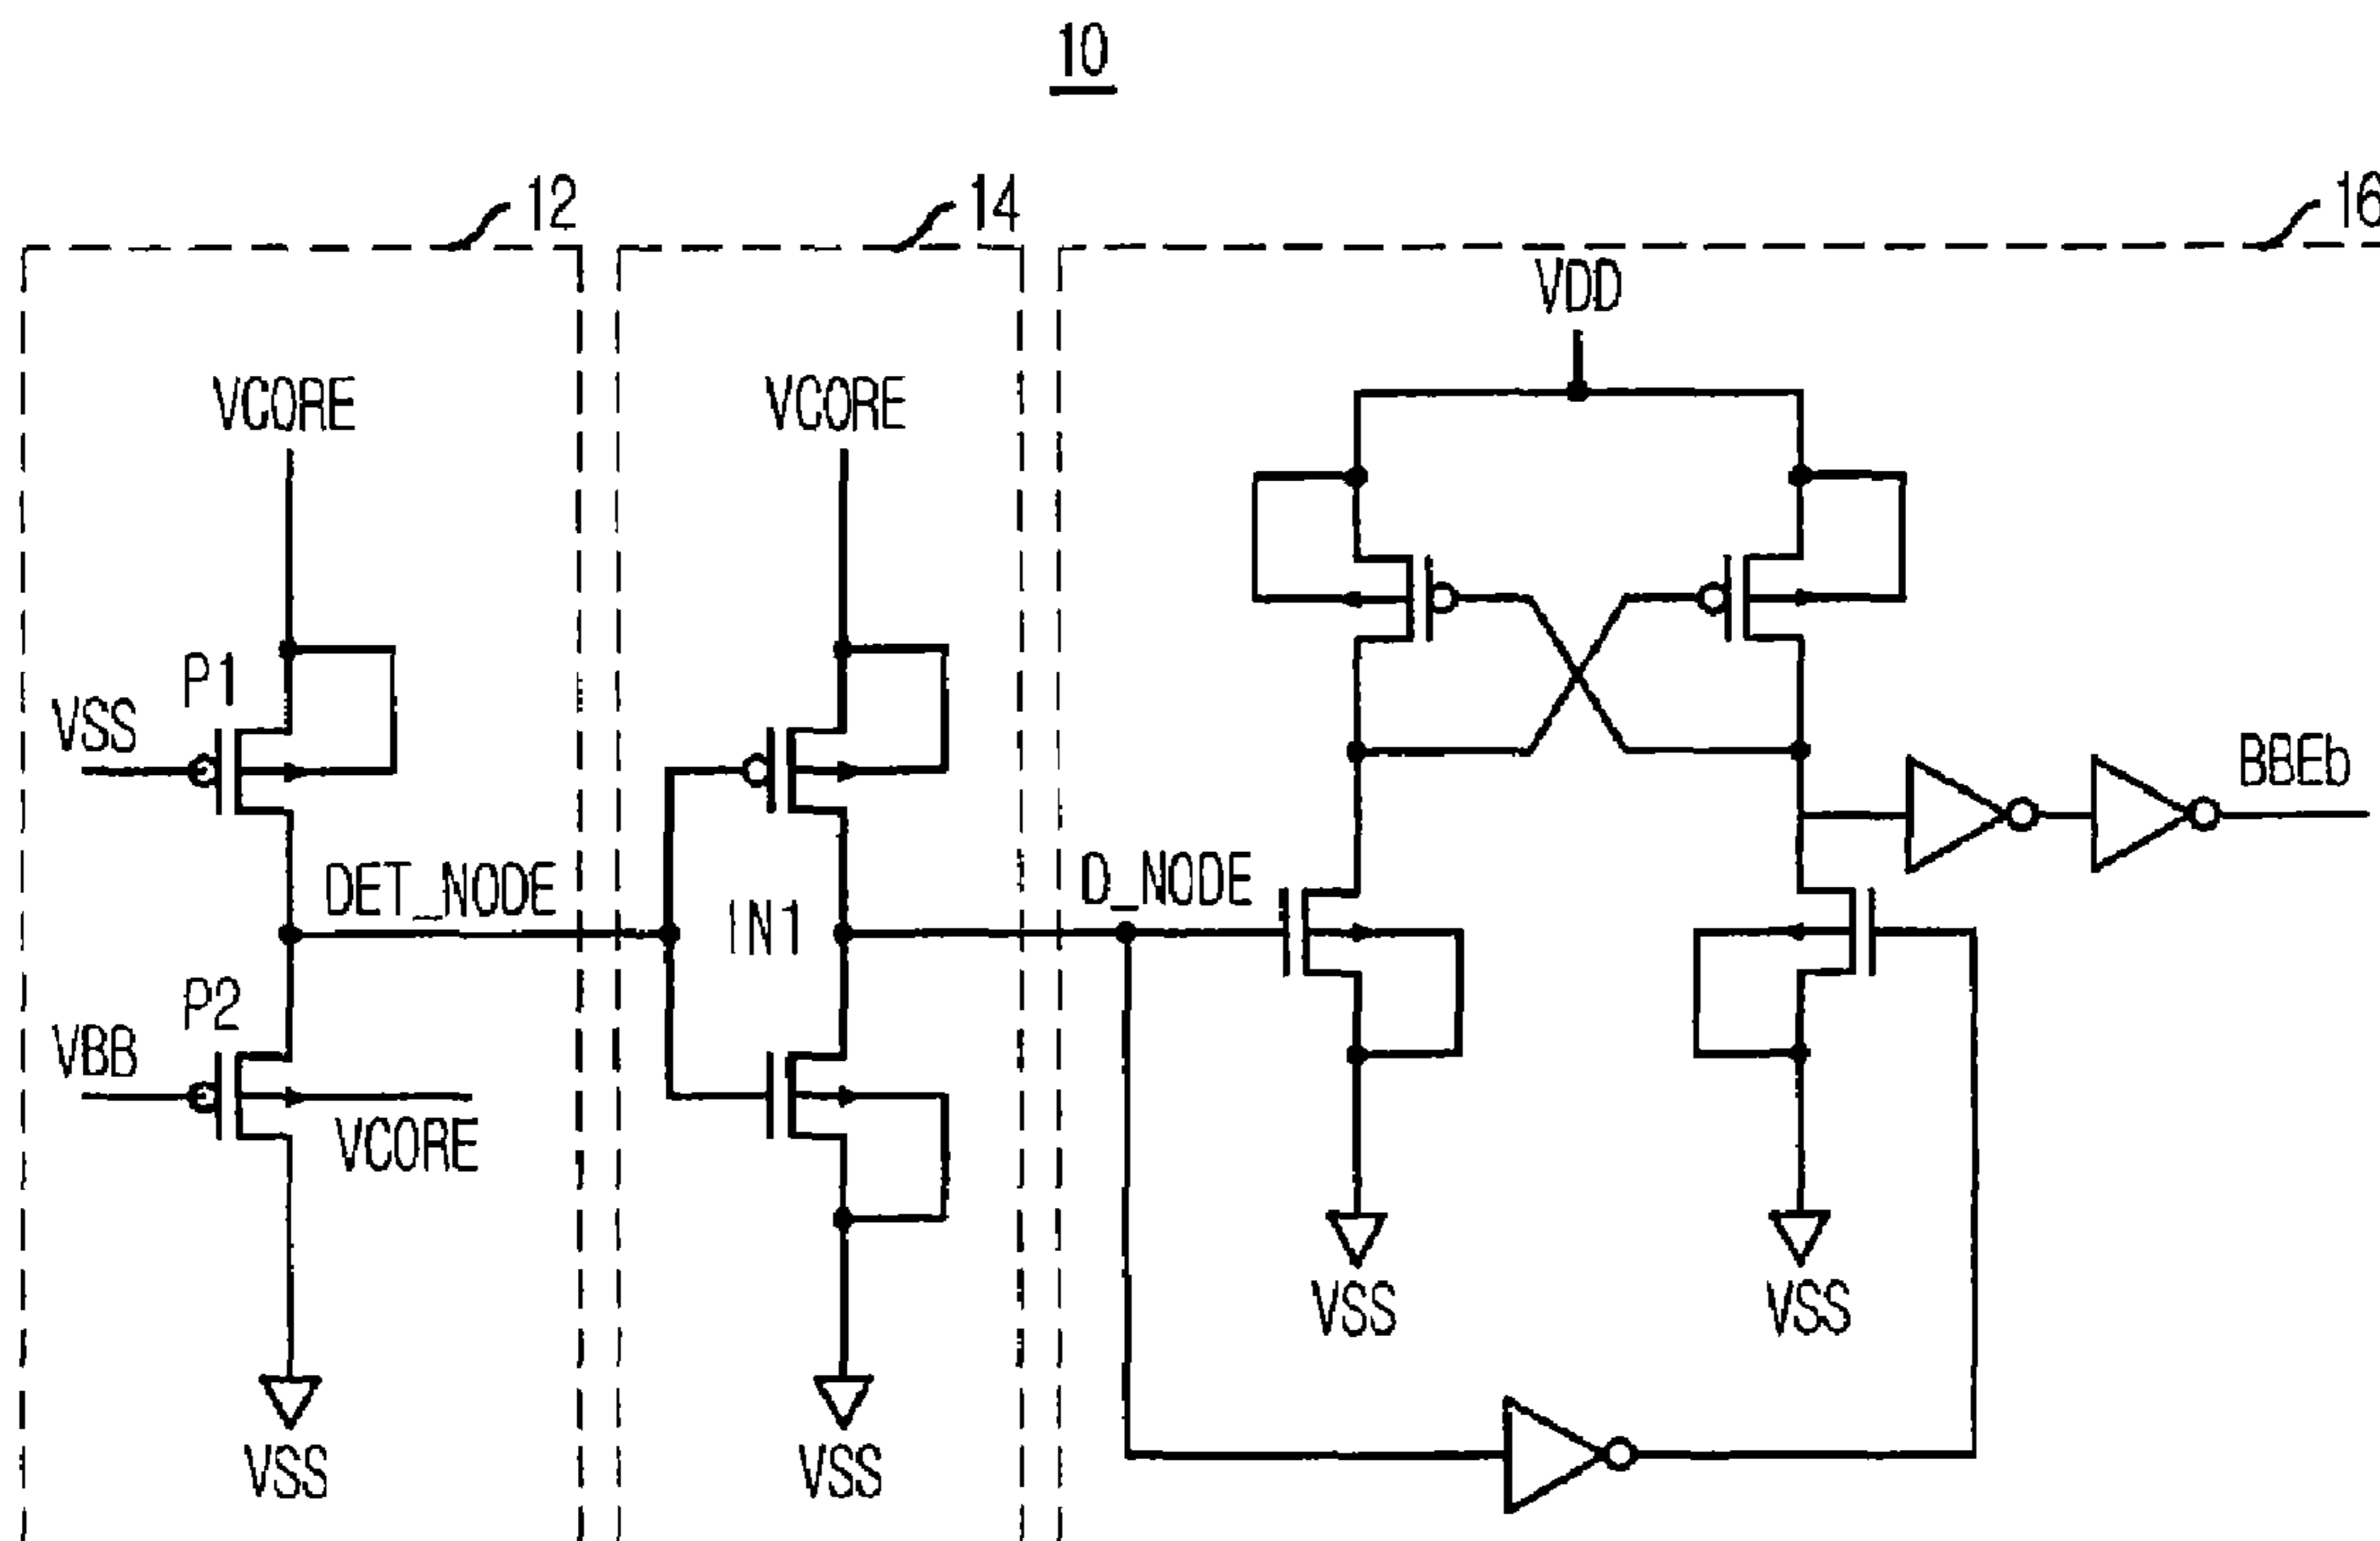 10
12
14
16
VDD
VCORE
VCORE
P1
VSS
BBEb
DET_NODE
IN1
D_NODE
P2
VBB
VCORE
VSS
VSS
VSS
VSS